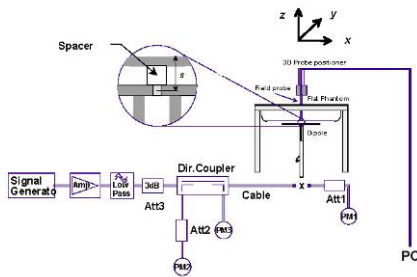 z
y
x
Spacer
s
3D Probe positioner
Field probe
Flat Phantom
Dipole
Signal
Generato
Amp
Low
Pass
3dB
Att3
Dir.Coupler
Cable
x
Att1
PM1
Att2
PM3
PM2
PC